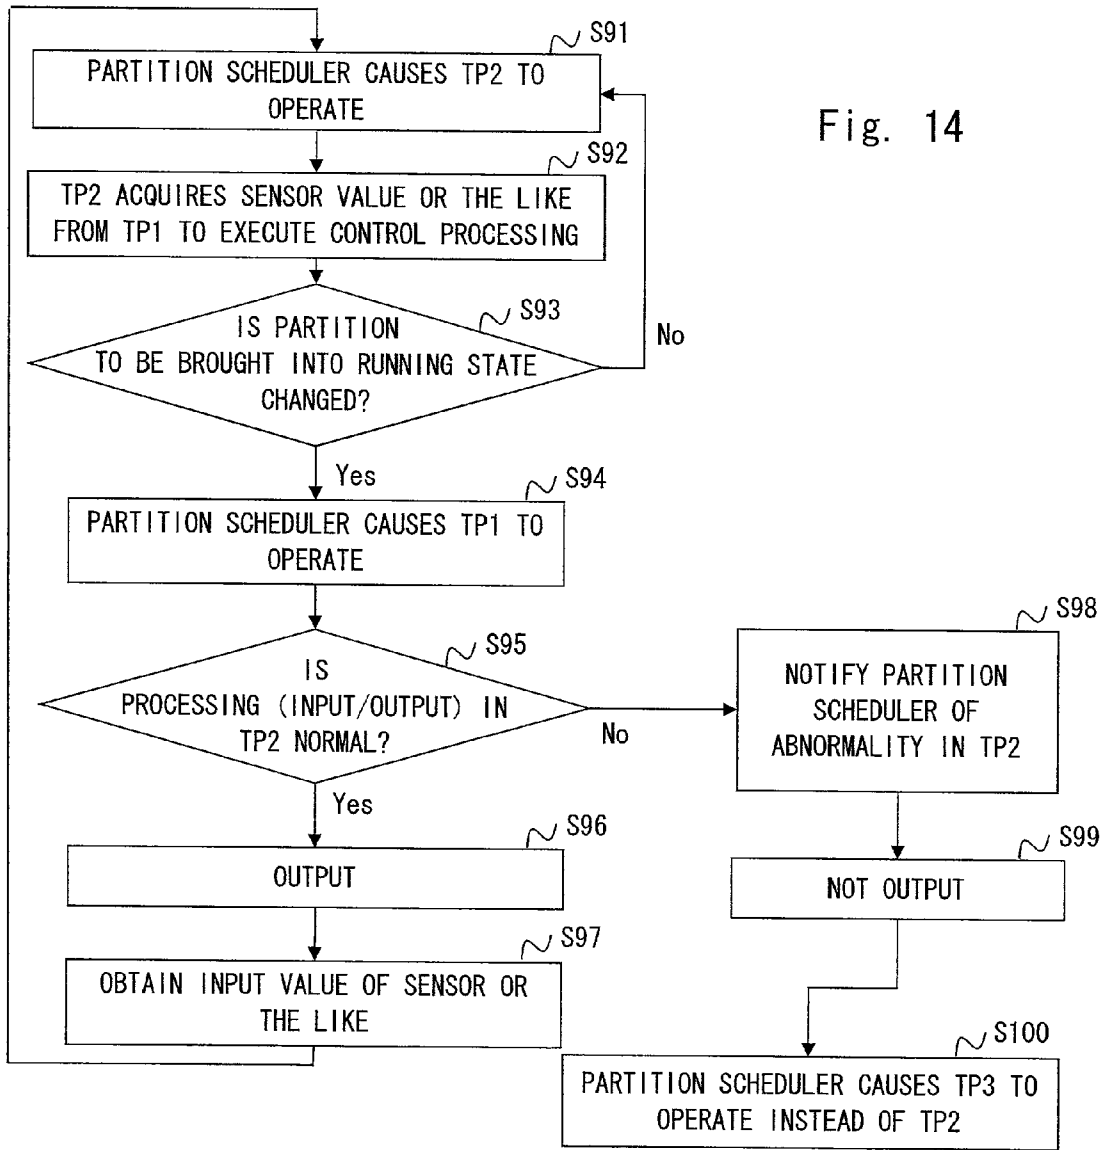 S91
PARTITION SCHEDULER CAUSES TP2 TO
OPERATE
Fig. 14
S92
TP2 ACQUIRES SENSOR VALUE OR THE LIKE
FROM TP1 TO EXECUTE CONTROL PROCESSING
S93
IS PARTITION
TO BE BROUGHT INTO RUNNING STATE
CHANGED?
No
Yes
S94
PARTITION SCHEDULER CAUSES TP1 TO
OPERATE
S95
IS
PROCESSING (INPUT/OUTPUT) IN
TP2 NORMAL?
No
Yes
S98
NOTIFY PARTITION
SCHEDULER OF
ABNORMALITY IN TP2
S96
OUTPUT
S99
NOT OUTPUT
S97
OBTAIN INPUT VALUE OF SENSOR OR
THE LIKE
S100
PARTITION SCHEDULER CAUSES TP3 TO
OPERATE INSTEAD OF TP2